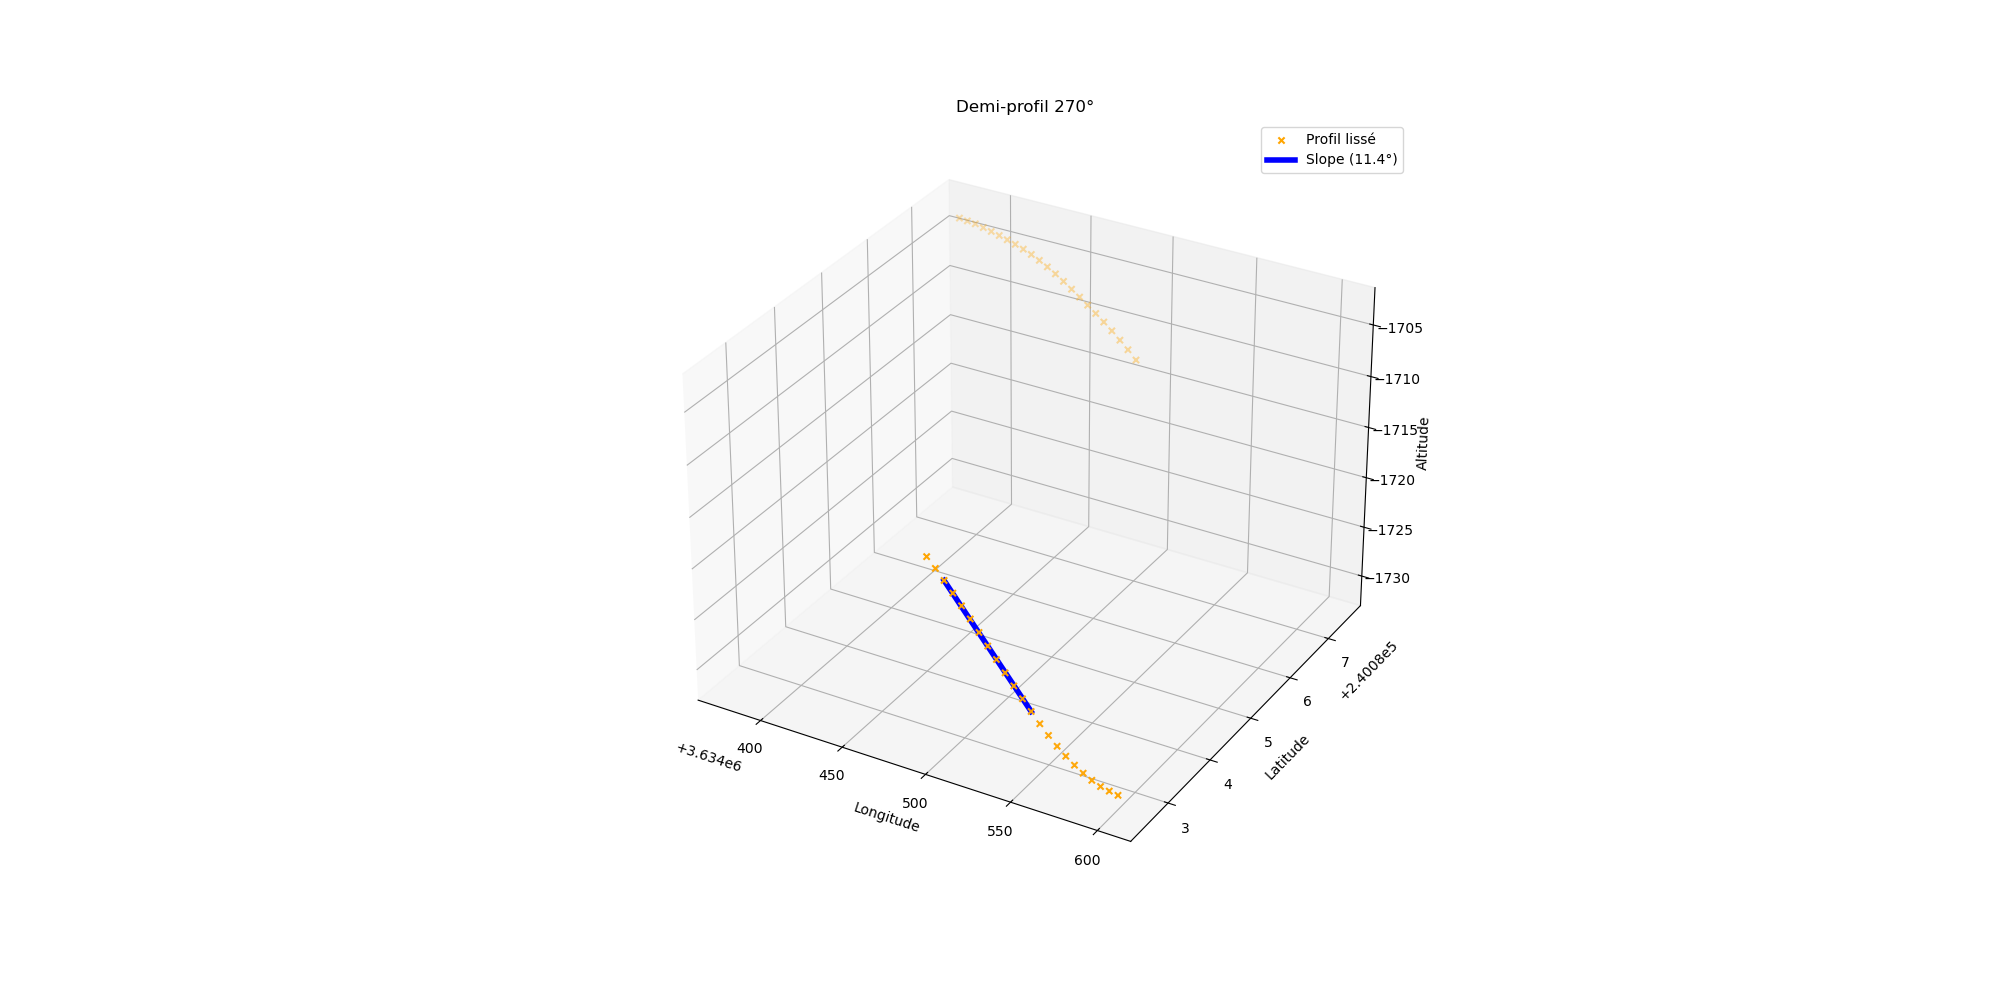 Demi-profil 270°
Profil lissé
Slope (11.4°)
−1705
−1710
−1715
−1720
−1725
−1730
Altitude
7
6
5
4
3
+2.4008e5
Latitude
400
450
500
550
600
+3.634e6
Longitude